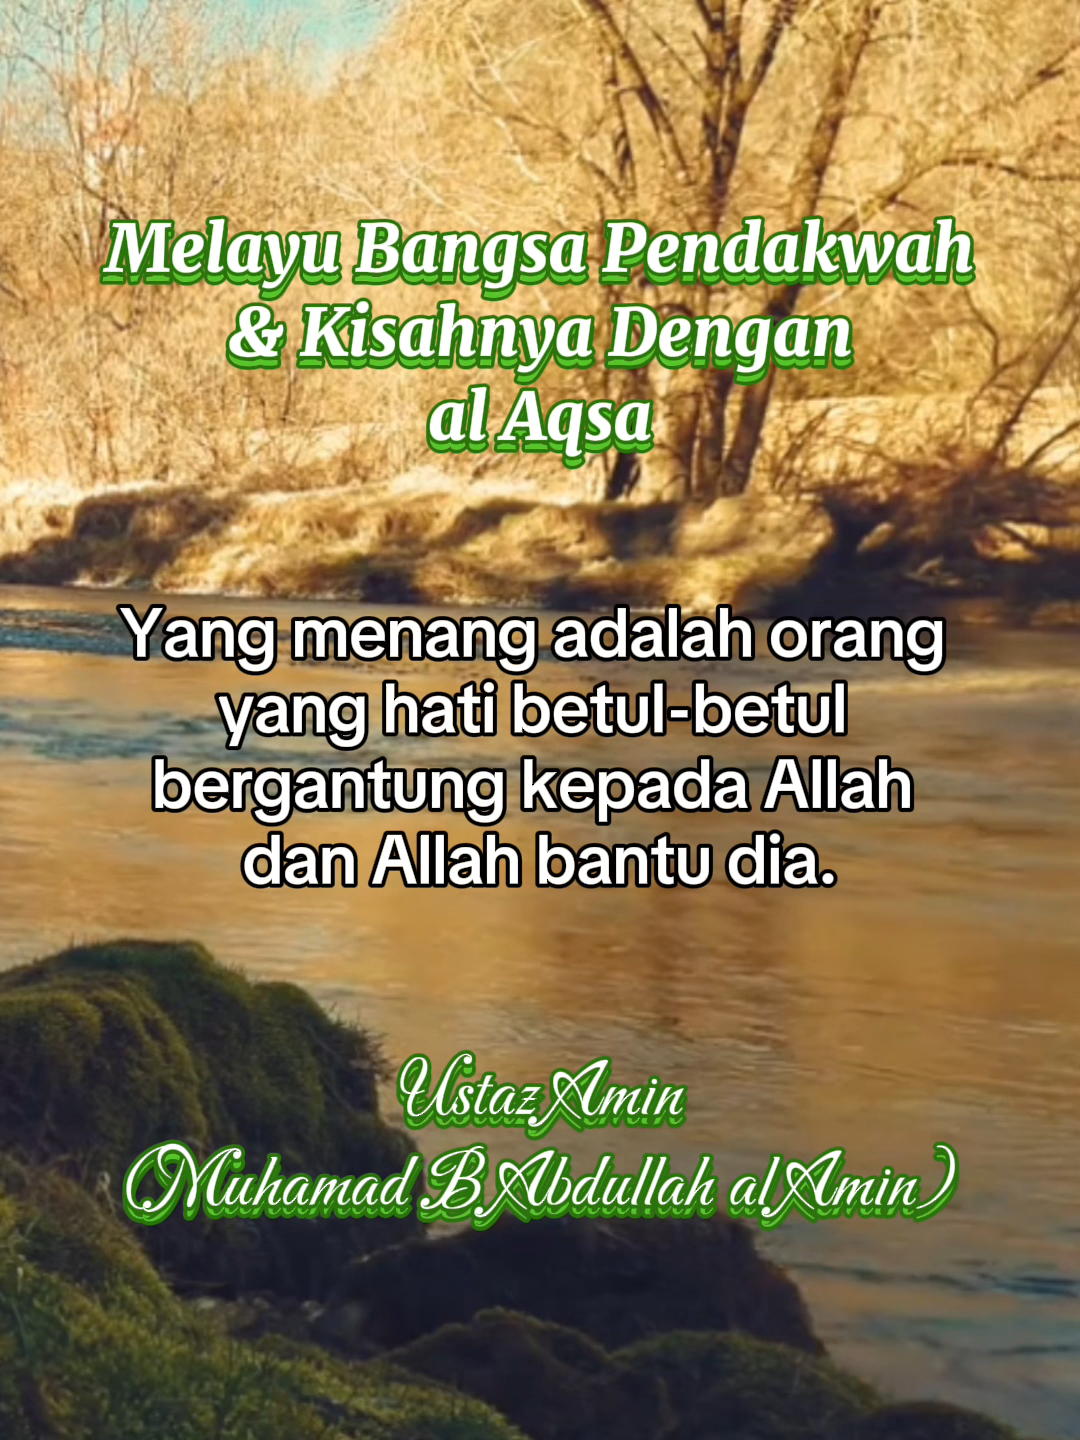 Melayu Bangsa Pendakwah
& Kisahnya Dengan
al Aqsa
Yang menang adalah orang
yang hati betul-betul
bergantung kepada Allah
dan Allah bantu dia.
Ustaz Amin
(Muhamad B Abdullah al Amin)